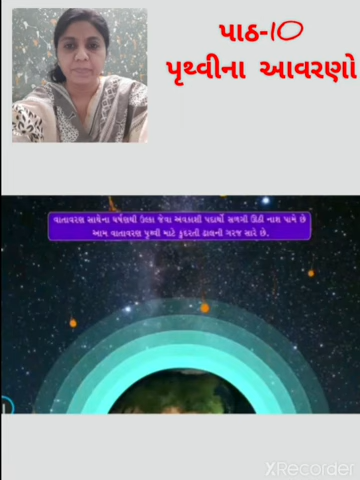 પાઠ-10
પૃથ્વીના આવરણો
વાતાવરણ સાથેના ઘર્ષણથી ઉલ્કા જેવા અવકાશી પદાર્થો સળગી ઊઠી નાશ પામે છે
આમ વાતાવરણ પૃથ્વી માટે કુદરતી ઢાલની ગરજ સારે છે.
XRecorder